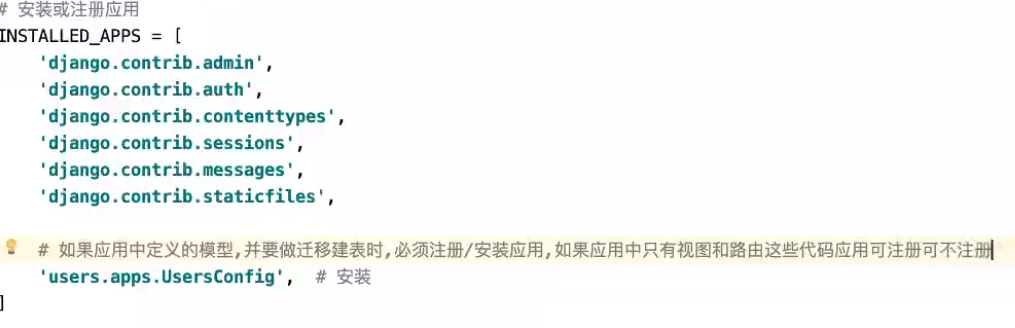 # 安装或注册应用
INSTALLED_APPS = [
    'django.contrib.admin',
    'django.contrib.auth',
    'django.contrib.contenttypes',
    'django.contrib.sessions',
    'django.contrib.messages',
    'django.contrib.staticfiles',
    # 如果应用中定义的模型,并要做迁移建表时,必须注册/安装应用,如果应用中只有视图和路由这些代码应用可注册可不注册
    'users.apps.UsersConfig',  # 安装
]